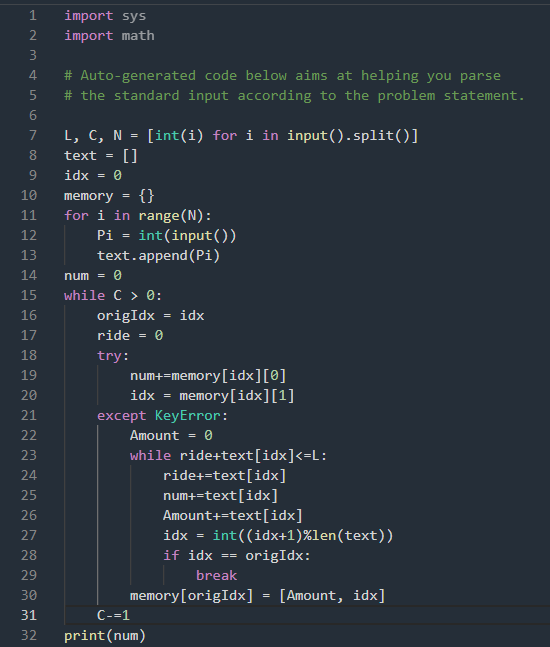 1 import sys
2 import math
3
4 # Auto-generated code below aims at helping you parse
5 # the standard input according to the problem statement.
6
7 L, C, N = [int(i) for i in input().split()]
8 text = []
9 idx = 0
10 memory = {}
11 for i in range(N):
12     Pi = int(input())
13     text.append(Pi)
14 num = 0
15 while C > 0:
16     origIdx = idx
17     ride = 0
18     try:
19         num+=memory[idx][0]
20         idx = memory[idx][1]
21     except KeyError:
22         Amount = 0
23         while ride+text[idx]<=L:
24             ride+=text[idx]
25             num+=text[idx]
26             Amount+=text[idx]
27             idx = int((idx+1)%len(text))
28             if idx == origIdx:
29                 break
30         memory[origIdx] = [Amount, idx]
31     C-=1
32 print(num)